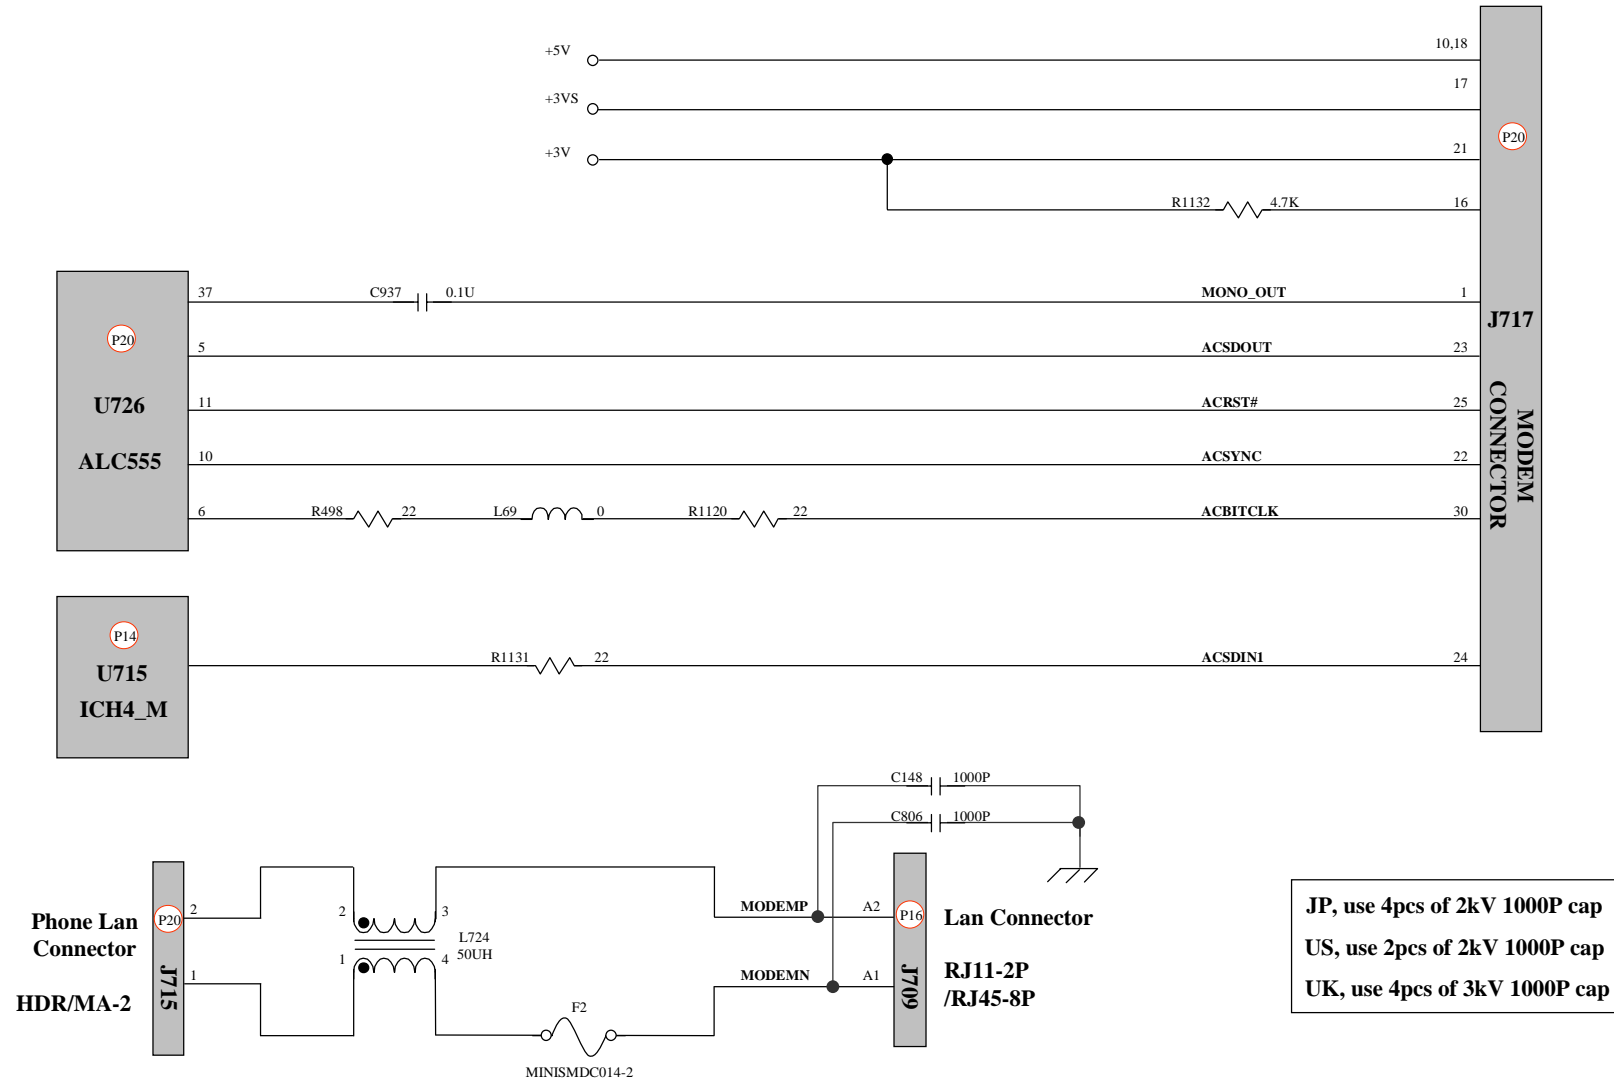 +5V
10,18
+3VS
17
P20
+3V
21
R1132 4.7K
16
37
C937 0.1U
MONO_OUT
1
J717
P20
5
ACSDOUT
23
U726
11
ACRST#
25
MODEM
CONNECTOR
ALC555
10
ACSYNC
22
6
R498 22
L69 0
R1120 22
ACBITCLK
30
P14
U715
ICH4_M
R1131 22
ACSDIN1
24
C148 1000P
C806 1000P
Phone Lan
Connector
HDR/MA-2
P20
J715
2
1
2
3
1
4
L724
50UH
F2
MINISMDC014-2
MODEMP
A2
MODEMN
A1
P16
J709
Lan Connector
RJ11-2P
/RJ45-8P
JP, use 4pcs of 2kV 1000P cap
US, use 2pcs of 2kV 1000P cap
UK, use 4pcs of 3kV 1000P cap